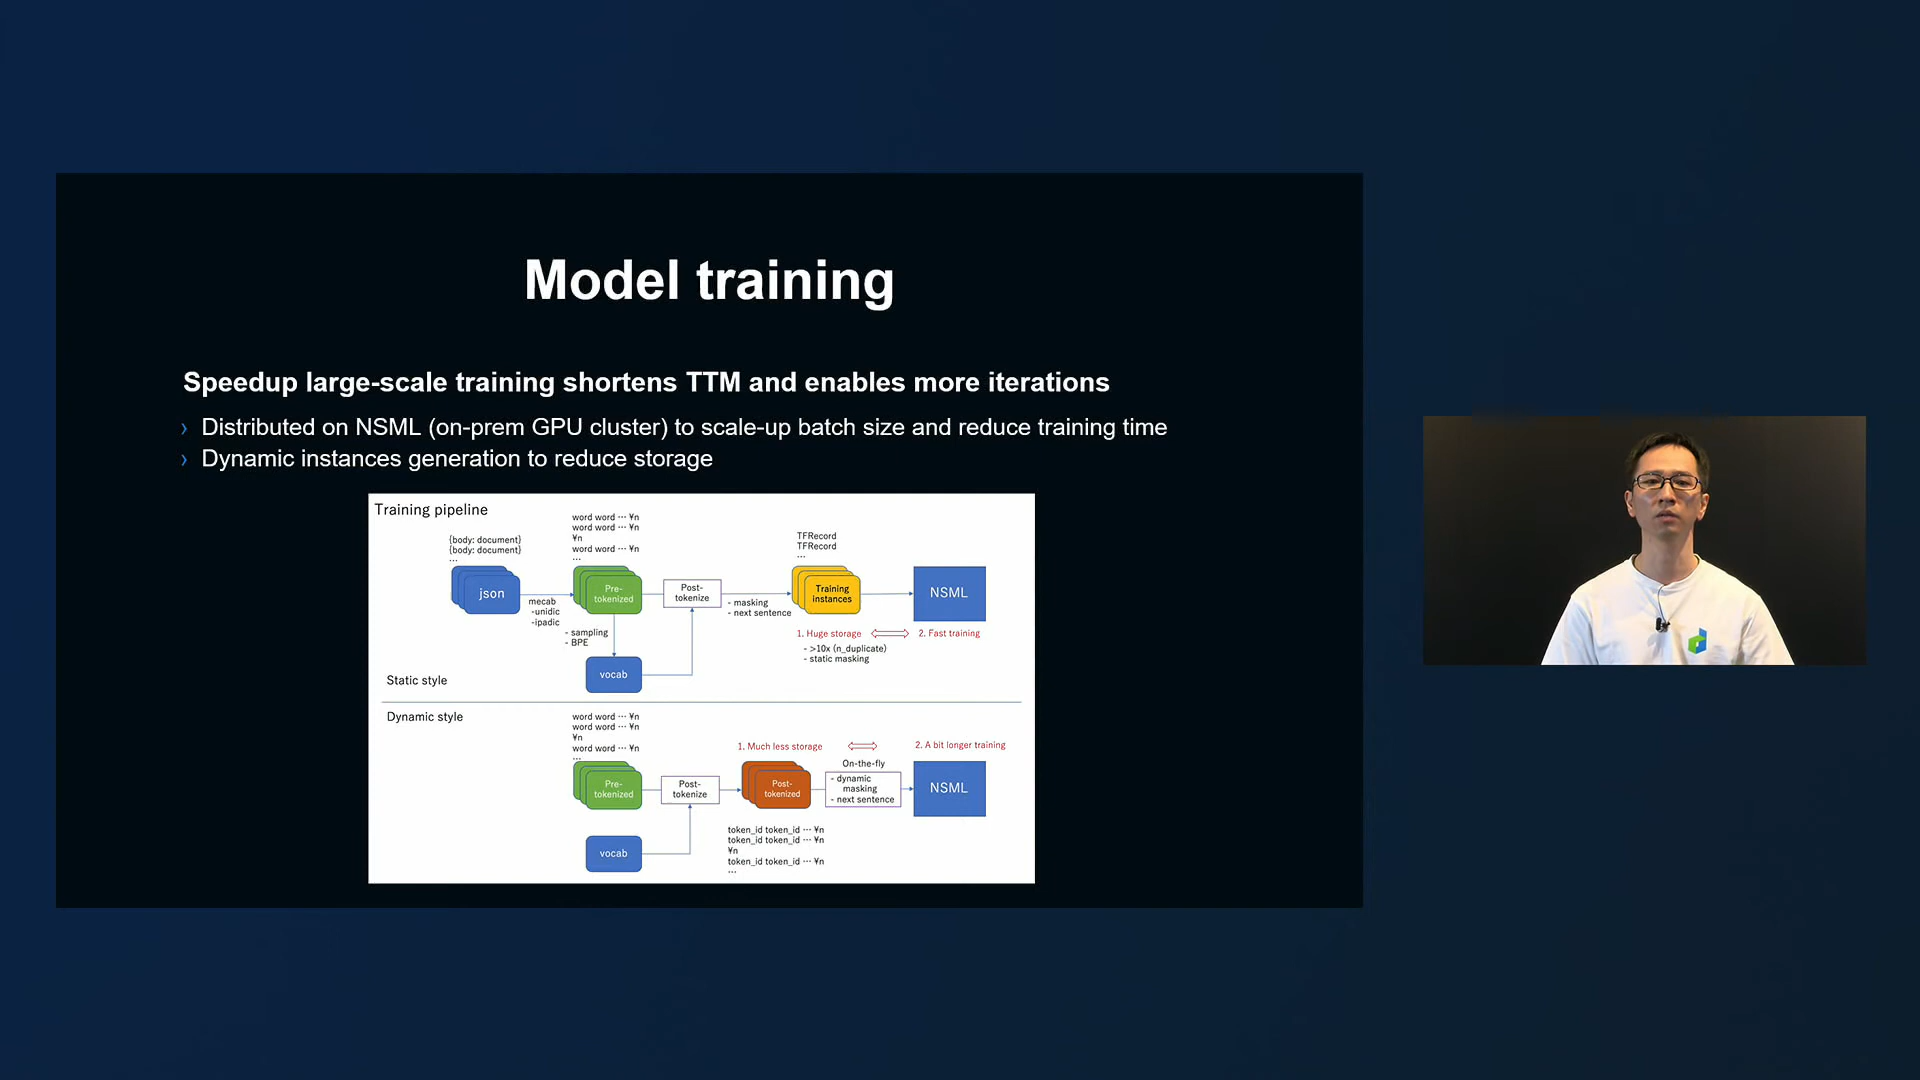 Model training
Speedup large-scale training shortens TTM and enables more iterations
› Distributed on NSML (on-prem GPU cluster) to scale-up batch size and reduce training time
› Dynamic instances generation to reduce storage
Training pipeline
{body: document}
{body: document}
…
json
mecab
-unidic
-ipadic
word word … ¥n
word word … ¥n
¥n
word word … ¥n
…
Pre-
tokenized
- sampling
- BPE
vocab
Post-
tokenize
- masking
- next sentence
TFRecord
TFRecord
…
Training
instances
NSML
1. Huge storage
2. Fast training
- >10x (n_duplicate)
- static masking
Static style
Dynamic style
word word … ¥n
word word … ¥n
¥n
word word … ¥n
…
Pre-
tokenized
vocab
Post-
tokenize
1. Much less storage
2. A bit longer training
Post-
tokenized
On-the-fly
- dynamic
masking
- next sentence
NSML
token_id token_id … ¥n
token_id token_id … ¥n
¥n
token_id token_id … ¥n
…